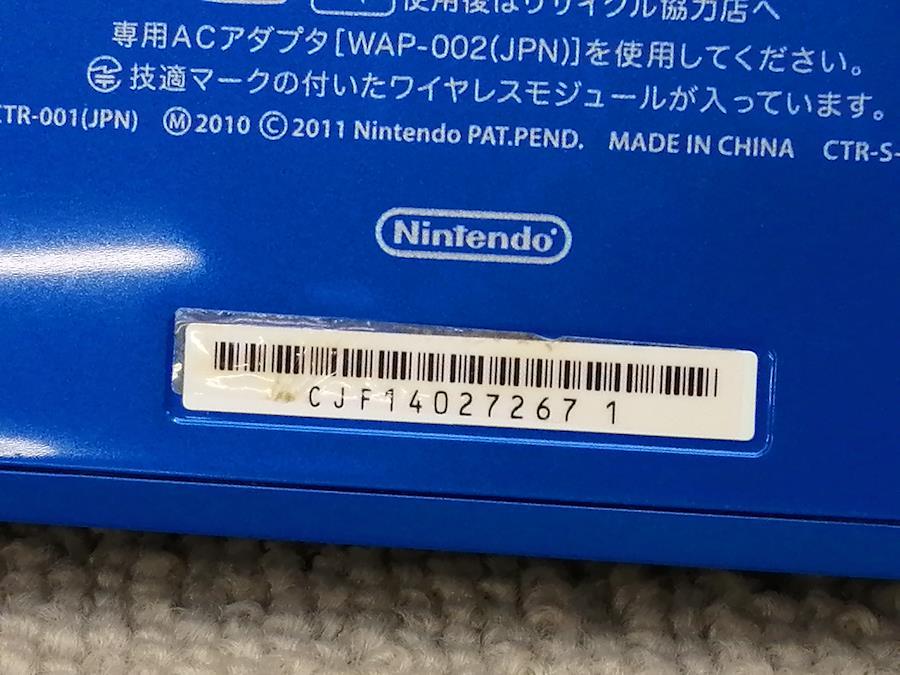 使用後はリサイクル協力店へ
専用ACアダプタ[WAP-002(JPN)]を使用してください。
技適マークの付いたワイヤレスモジュールが入っています。
CTR-001(JPN) Ⓜ2010 ©2011 Nintendo PAT.PEND. MADE IN CHINA CTR-S-
Nintendo
CJF14027267 1